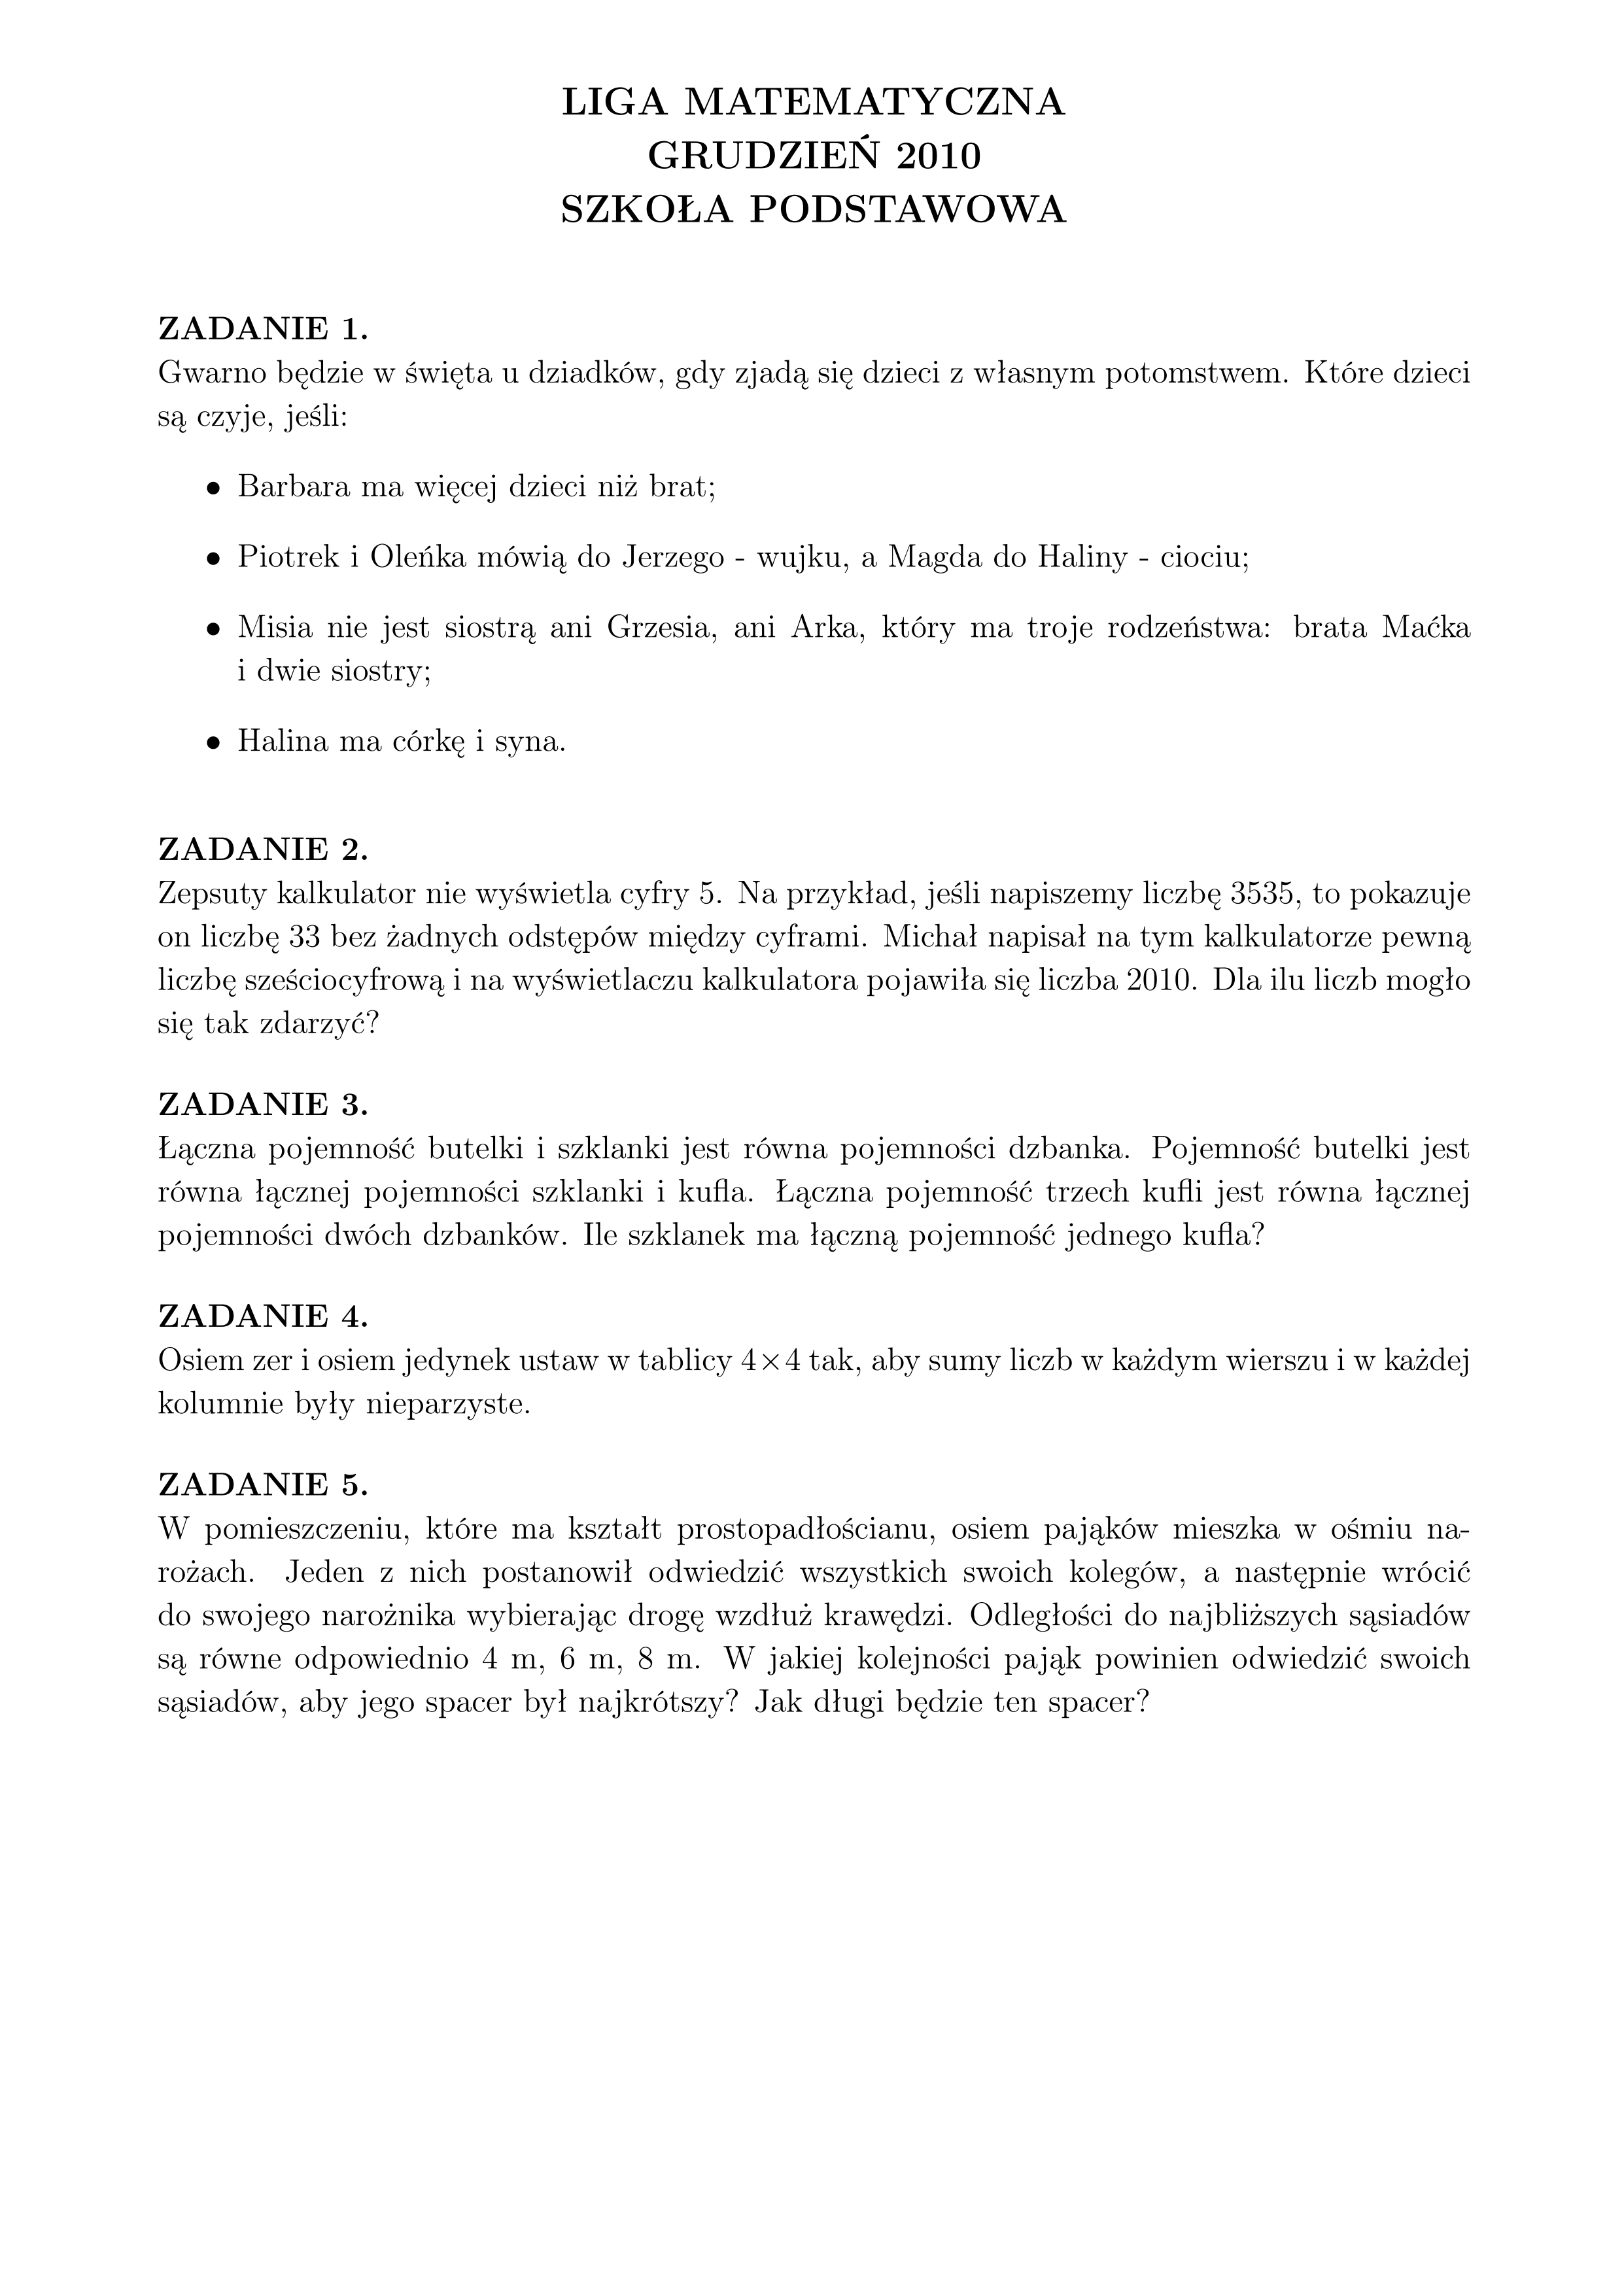 LIGA MATEMATYCZNA
GRUDZIEŃ 2010
SZKOŁA PODSTAWOWA
ZADANIE 1.
Gwarno będzie w święta u dziadków, gdy zjadą się dzieci z własnym potomstwem. Które dzieci
są czyje, jeśli:
• Barbara ma więcej dzieci niż brat;
• Piotrek i Oleńka mówią do Jerzego - wujku, a Magda do Haliny - ciociu;
• Misia nie jest siostrą ani Grzesia, ani Arka, który ma troje rodzeństwa: brata Maćka
i dwie siostry;
• Halina ma córkę i syna.
ZADANIE 2.
Zepsuty kalkulator nie wyświetla cyfry 5. Na przykład, jeśli napiszemy liczbę 3535, to pokazuje
on liczbę 33 bez żadnych odstępów między cyframi. Michał napisał na tym kalkulatorze pewną
liczbę sześciocyfrową i na wyświetlaczu kalkulatora pojawiła się liczba 2010. Dla ilu liczb mogło
się tak zdarzyć?
ZADANIE 3.
Łączna pojemność butelki i szklanki jest równa pojemności dzbanka. Pojemność butelki jest
równa łącznej pojemności szklanki i kufla. Łączna pojemność trzech kufli jest równa łącznej
pojemności dwóch dzbanków. Ile szklanek ma łączną pojemność jednego kufla?
ZADANIE 4.
Osiem zer i osiem jedynek ustaw w tablicy 4×4 tak, aby sumy liczb w każdym wierszu i w każdej
kolumnie były nieparzyste.
ZADANIE 5.
W pomieszczeniu, które ma kształt prostopadłościanu, osiem pająków mieszka w ośmiu na-
rożach. Jeden z nich postanowił odwiedzić wszystkich swoich kolegów, a następnie wrócić
do swojego narożnika wybierając drogę wzdłuż krawędzi. Odległości do najbliższych sąsiadów
są równe odpowiednio 4 m, 6 m, 8 m. W jakiej kolejności pająk powinien odwiedzić swoich
sąsiadów, aby jego spacer był najkrótszy? Jak długi będzie ten spacer?